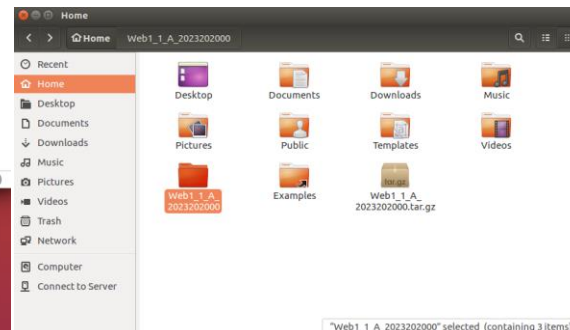 Home
Home Web1_1_A_2023202000
Recent
Home
Desktop
Documents
Downloads
Music
Pictures
Videos
Trash
Network
Computer
Connect to Server
Desktop Documents Downloads Music
Pictures Public Templates Videos
tar.gz
Web1_1_A_
2023202000
Examples
Web1_1_A_
2023202000.tar.gz
"Web1_1_A_2023202000" selected (containing 3 items)